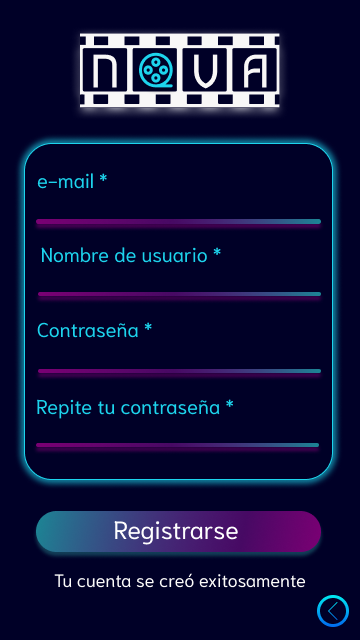 NOVA
e-mail *
Nombre de usuario *
Contraseña *
Repite tu contraseña *
Registrarse
Tu cuenta se creó exitosamente